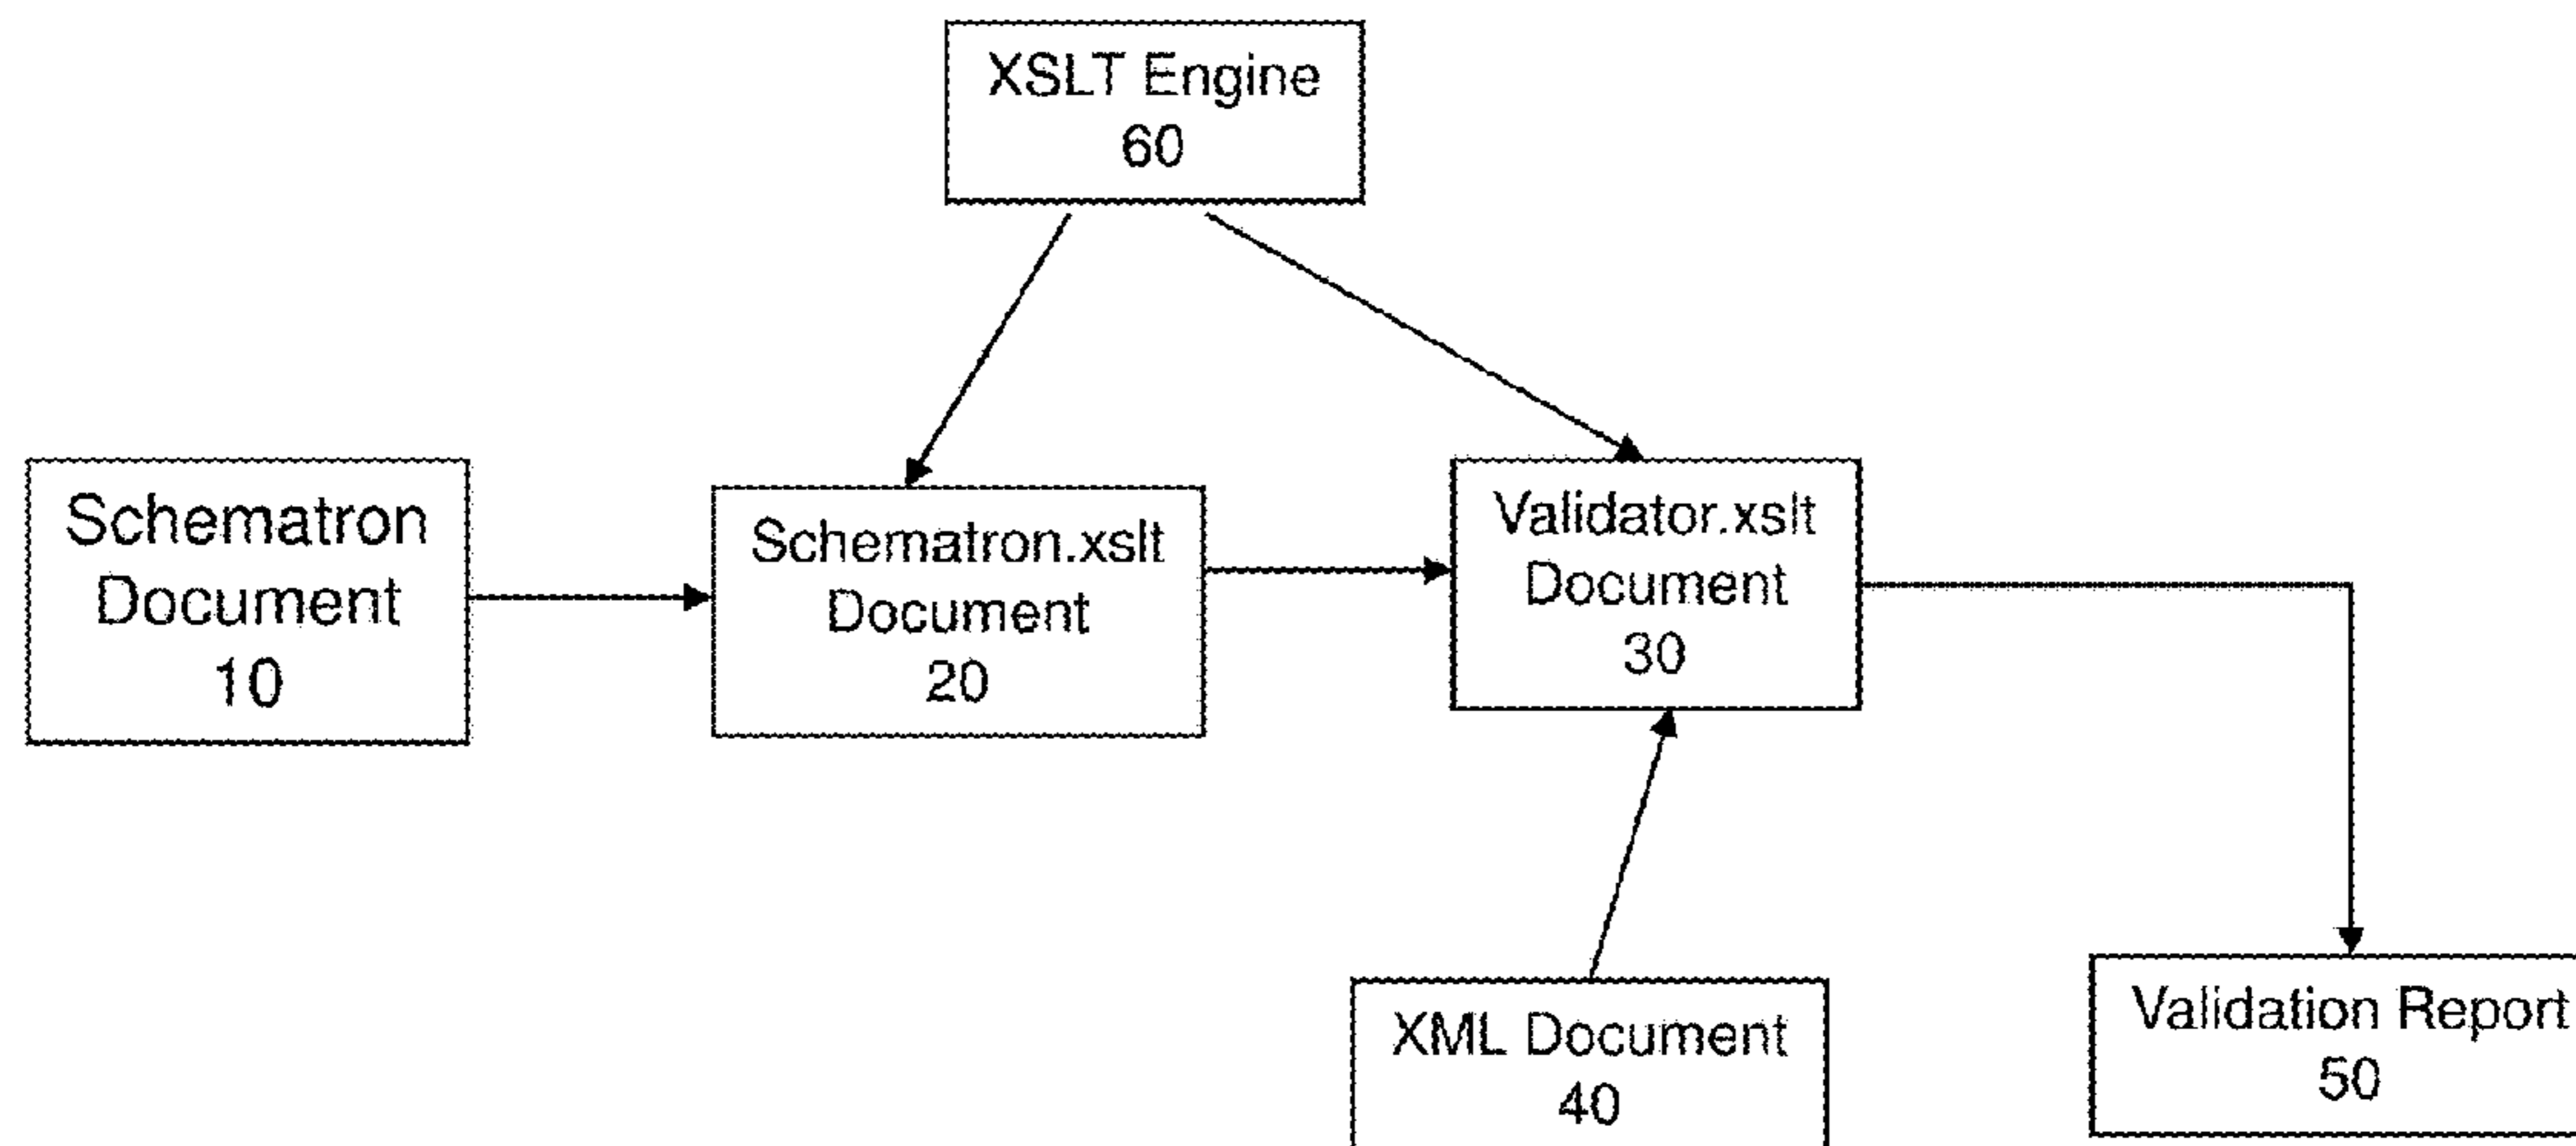 XSLT Engine
60
Schematron
Document
10
Schematron.xslt
Document
20
Validator.xslt
Document
30
XML Document
40
Validation Report
50